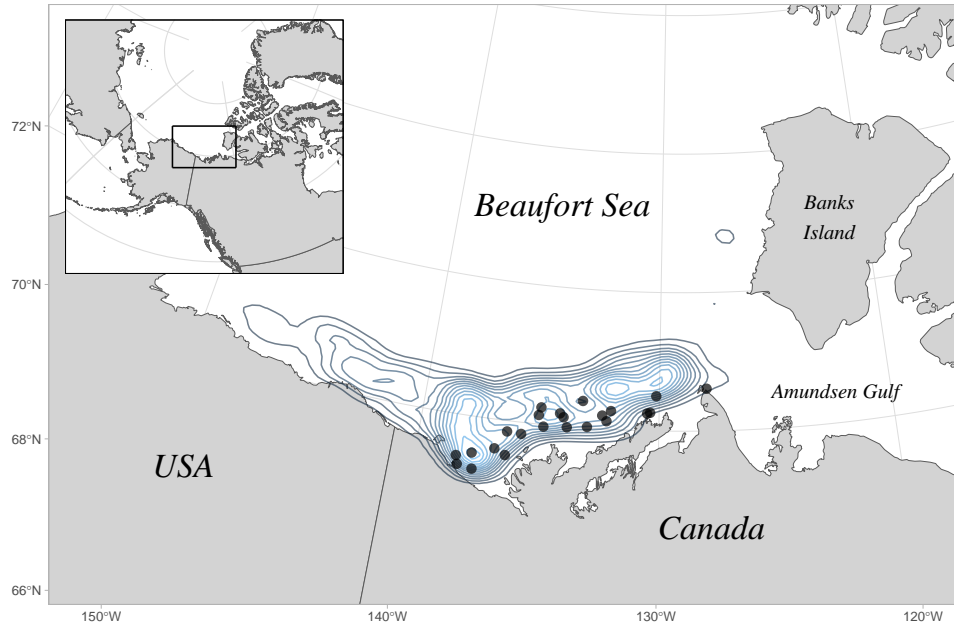 72°N
Beaufort Sea
Banks
Island
70°N
Amundsen Gulf
68°N
USA
Canada
66°N
150°W
140°W
130°W
120°W